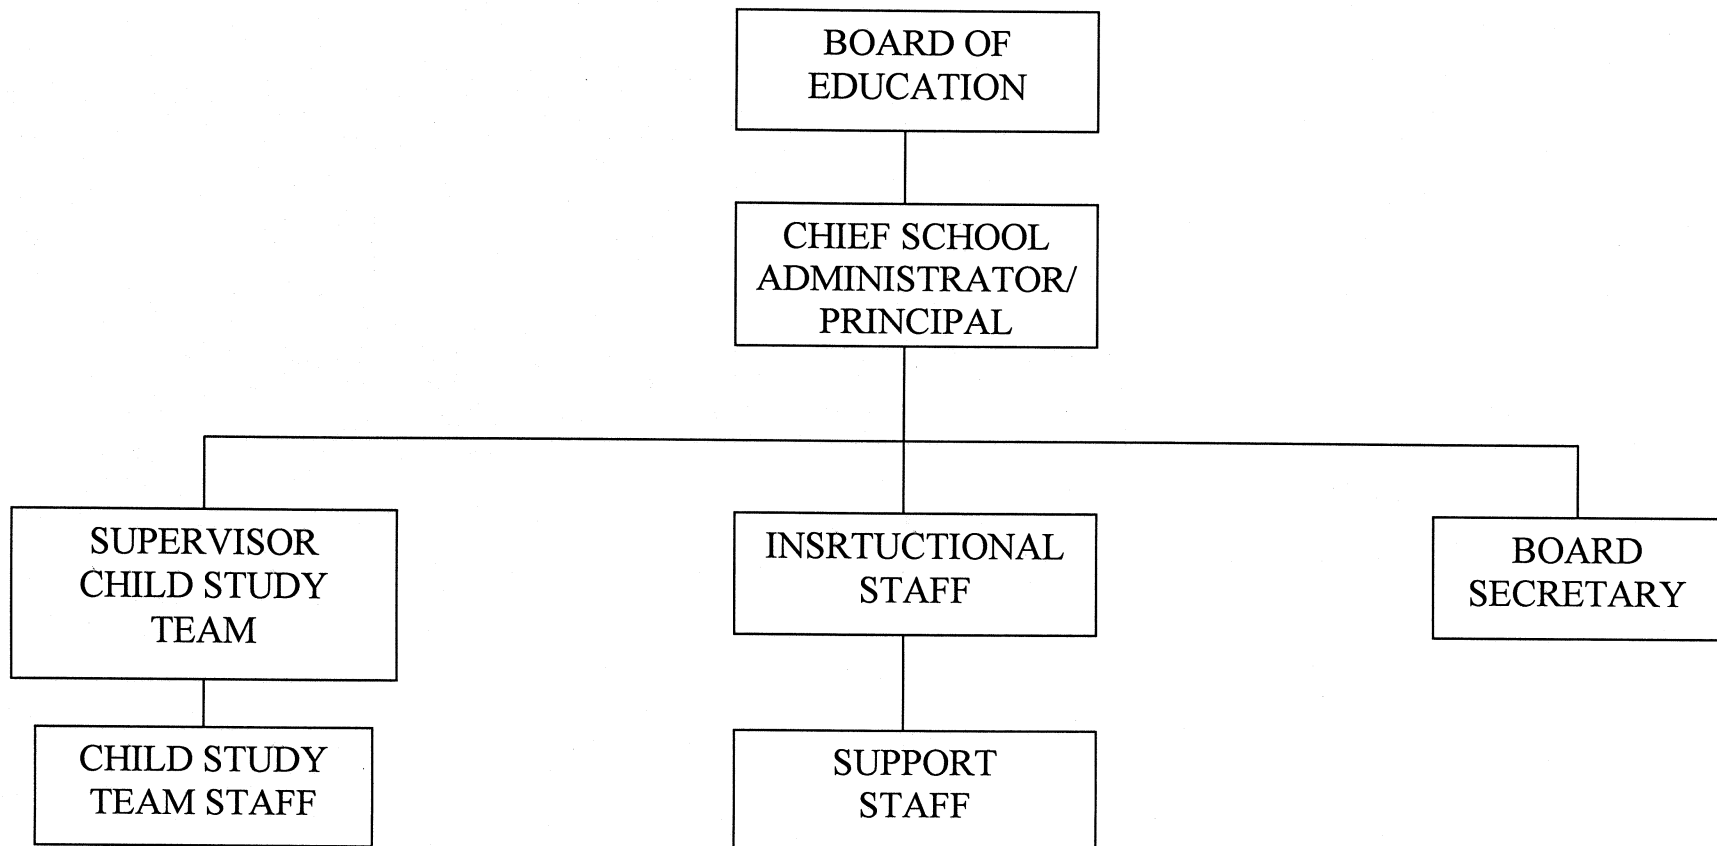 BOARD OF
EDUCATION
CHIEF SCHOOL
ADMINISTRATOR/
PRINCIPAL
SUPERVISOR
CHILD STUDY
TEAM
INSRTUCTIONAL
STAFF
BOARD
SECRETARY
CHILD STUDY
TEAM STAFF
SUPPORT
STAFF